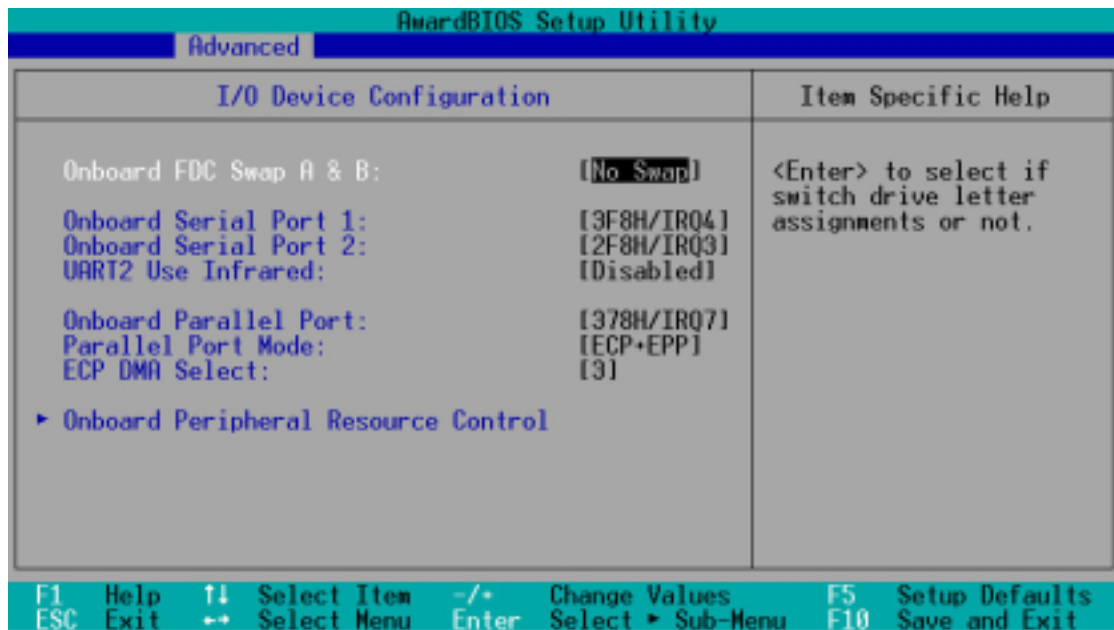 AwardBIOS Setup Utility
Advanced
I/O Device Configuration
Item Specific Help
Onboard FDC Swap A & B: [No Swap]
Onboard Serial Port 1: [3F8H/IRQ4]
Onboard Serial Port 2: [2F8H/IRQ3]
UART2 Use Infrared: [Disabled]
Onboard Parallel Port: [378H/IRQ7]
Parallel Port Mode: [ECP+EPP]
ECP DMA Select: [3]
► Onboard Peripheral Resource Control
<Enter> to select if
switch drive letter
assignments or not.
F1 Help ↑↓ Select Item -/+ Change Values F5 Setup Defaults
ESC Exit ←→ Select Menu Enter Select ► Sub-Menu F10 Save and Exit